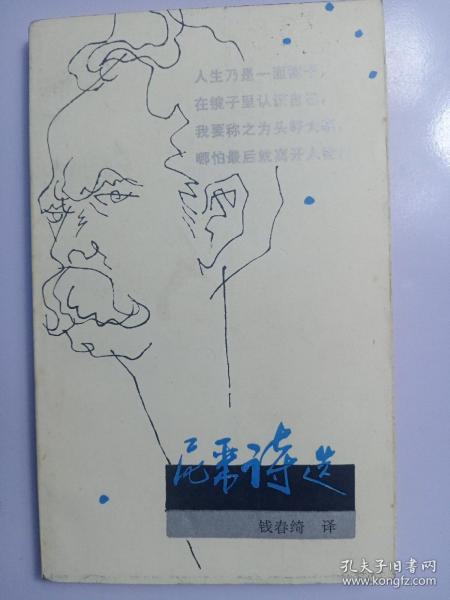 人生乃是一面镜子，
在镜子里认识自己，
我要称之为头等大事，
哪怕最后就离开人世！
尼采诗选
钱春绮 译
孔夫子旧书网
www.kongfz.com